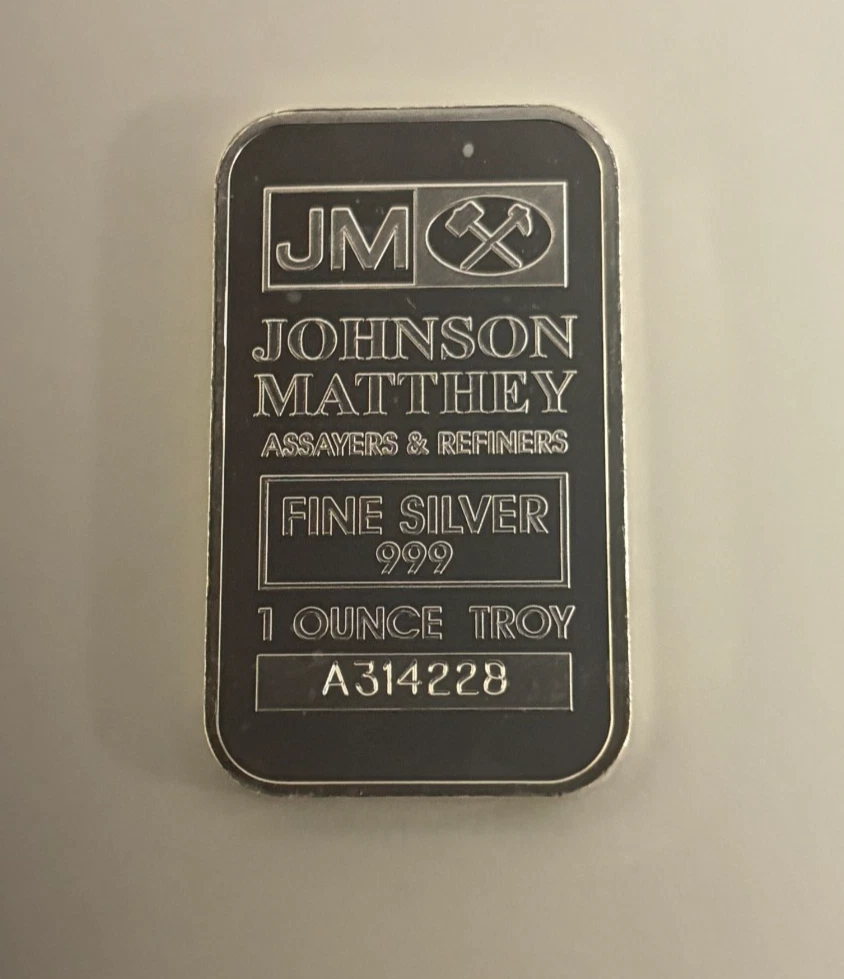 JM
JOHNSON
MATTHEY
ASSAYERS & REFINERS
FINE SILVER
999
1 OUNCE TROY
A314228